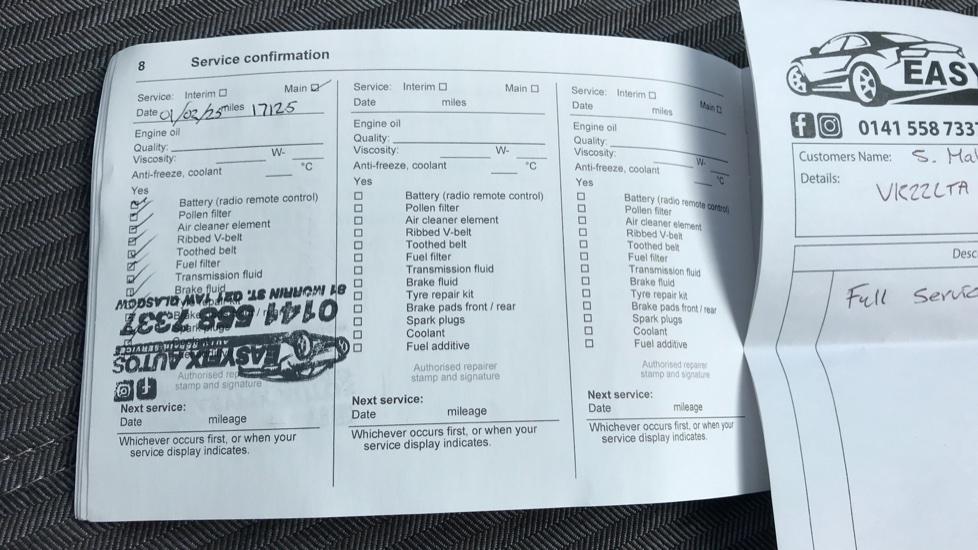 8 Service confirmation
Service: Interim ☐ Main ☑
Date 01/02/25 miles 17125
Engine oil
Quality:
Viscosity: W-
Anti-freeze, coolant °C
Yes
☑ Battery (radio remote control)
☑ Pollen filter
☑ Air cleaner element
☑ Ribbed V-belt
☑ Toothed belt
☑ Fuel filter
☑ Transmission fluid
☑ Brake fluid
81 MORRIN ST. G21 1AW GLASGOW
0141 558 7337
EASYFIX AUTOS
Authorised
stamp and signature
Next service:
Date mileage
Whichever occurs first, or when your
service display indicates.
Service: Interim ☐ Main ☐
Date miles
Engine oil
Quality:
Viscosity: W-
Anti-freeze, coolant °C
Yes
☐ Battery (radio remote control)
☐ Pollen filter
☐ Air cleaner element
☐ Ribbed V-belt
☐ Toothed belt
☐ Fuel filter
☐ Transmission fluid
☐ Brake fluid
☐ Tyre repair kit
☐ Brake pads front / rear
☐ Spark plugs
☐ Coolant
☐ Fuel additive
Authorised repairer
stamp and signature
Next service:
Date mileage
Whichever occurs first, or when your
service display indicates.
Service: Interim ☐ Main ☐
Date miles
Engine oil
Quality:
Viscosity: W-
Anti-freeze, coolant °C
Yes
☐ Battery (radio remote control)
☐ Pollen filter
☐ Air cleaner element
☐ Ribbed V-belt
☐ Toothed belt
☐ Fuel filter
☐ Transmission fluid
☐ Brake fluid
☐ Tyre repair kit
☐ Brake pads front / rear
☐ Spark plugs
☐ Coolant
☐ Fuel additive
Authorised repairer
stamp and signature
Next service:
Date mileage
Whichever occurs first, or when your
service display indicates.
EASY
0141 558 7337
Customers Name: S. Mal
Details:
VK22LTA
Desc
Full Servic